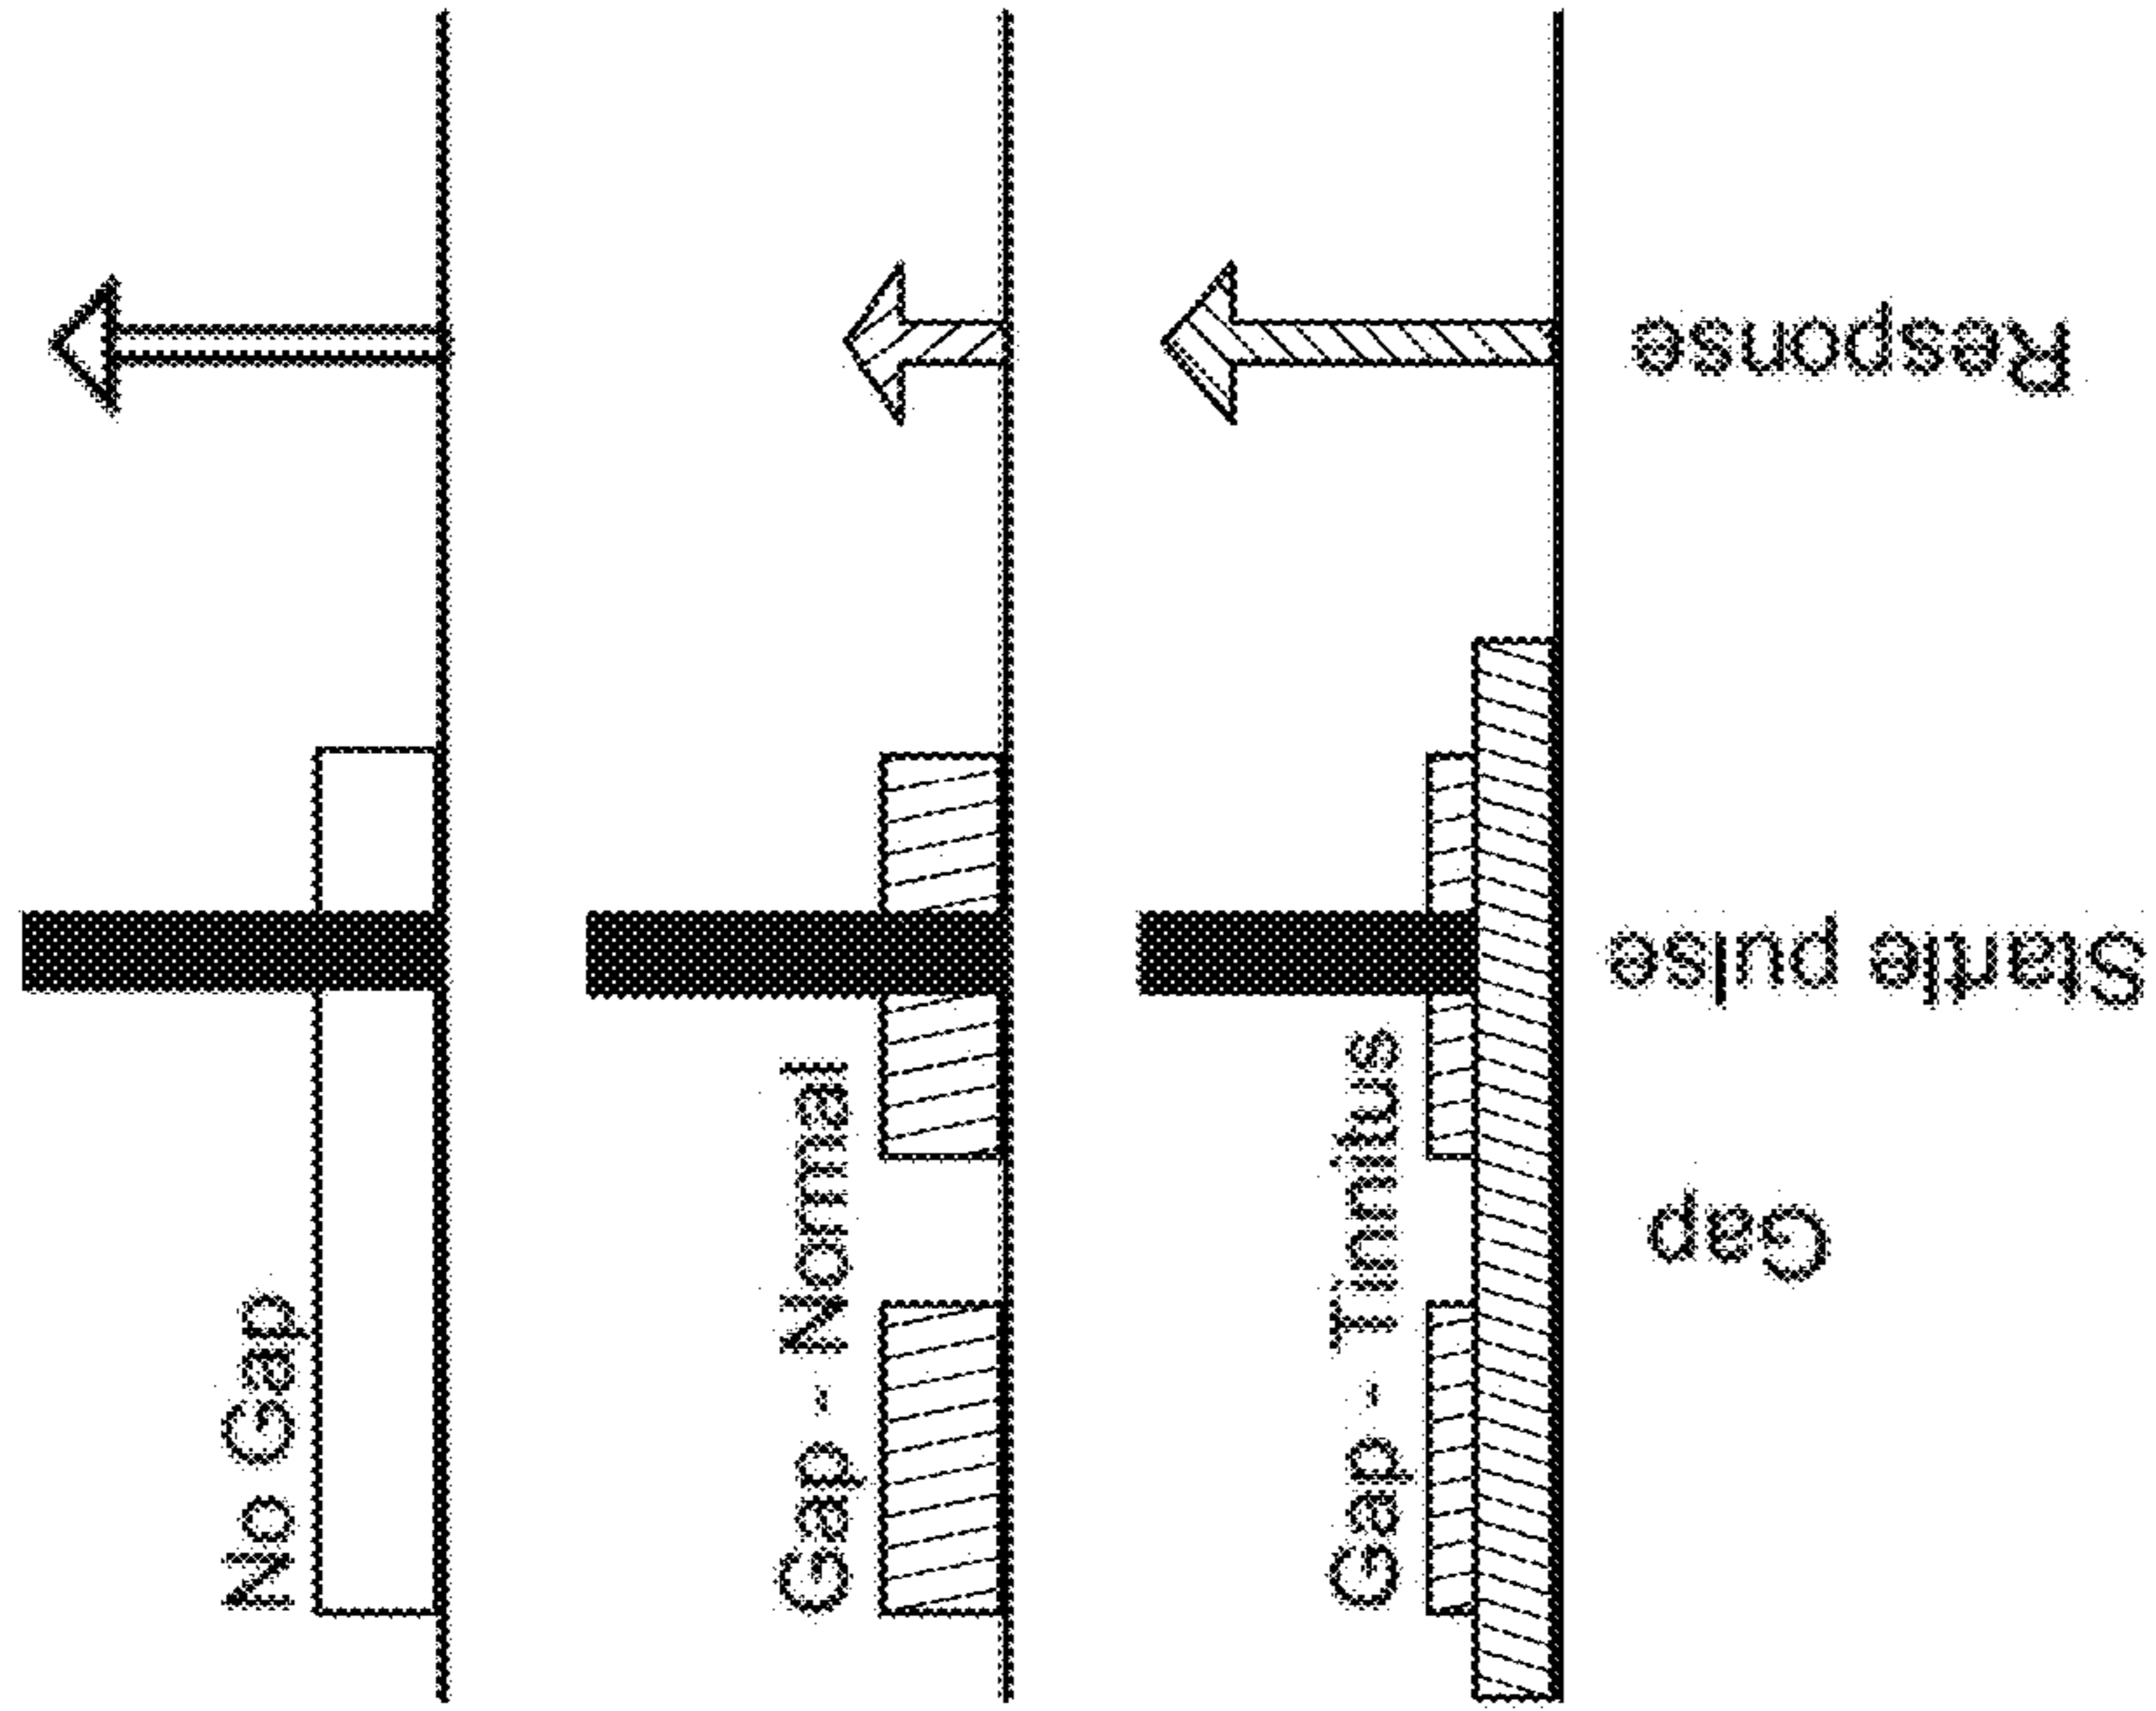 No Gap
Gap - Normal
Gap - Tinnitus
Gap
Startle pulse
Response